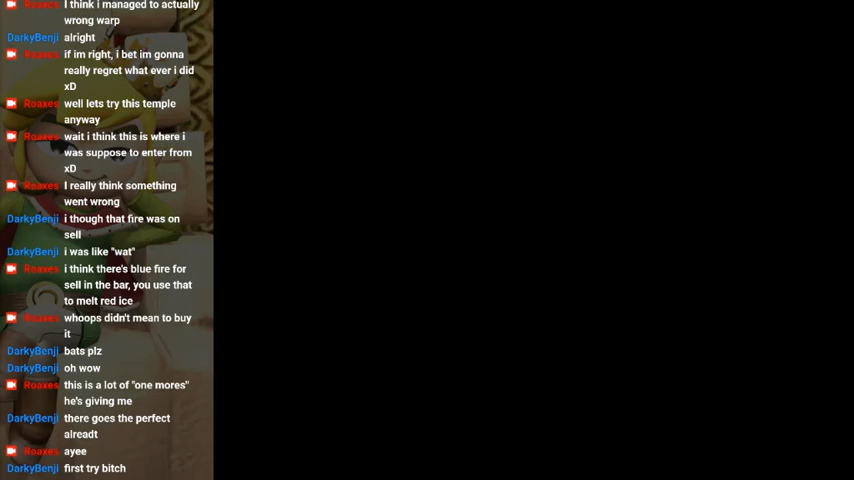 Roaxes I think i managed to actually
wrong warp
DarkyBenji alright
Roaxes if im right, i bet im gonna
really regret what ever i did
xD
Roaxes well lets try this temple
anyway
Roaxes wait i think this is where i
was suppose to enter from
xD
Roaxes I really think something
went wrong
DarkyBenji i though that fire was on
sell
DarkyBenji i was like "wat"
Roaxes i think there's blue fire for
sell in the bar, you use that
to melt red ice
Roaxes whoops didn't mean to buy
it
DarkyBenji bats plz
DarkyBenji oh wow
Roaxes this is a lot of "one mores"
he's giving me
DarkyBenji there goes the perfect
alreadt
Roaxes ayee
DarkyBenji first try bitch